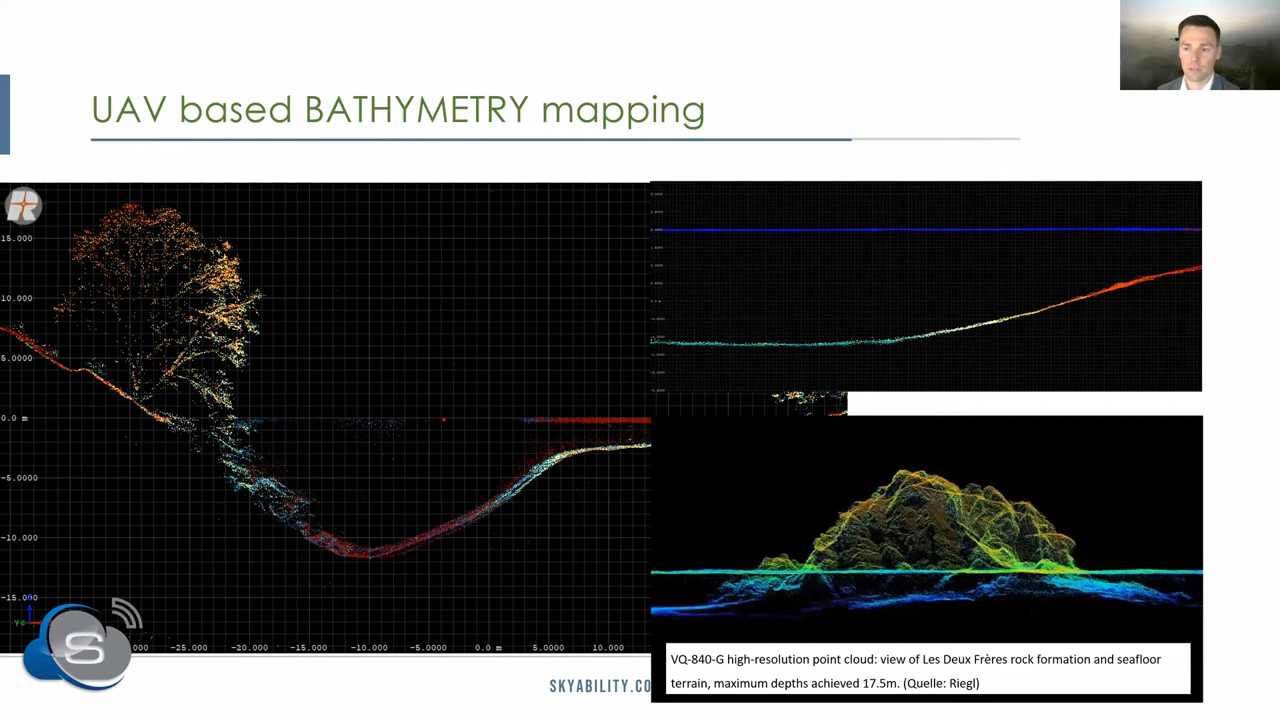 UAV based BATHYMETRY mapping
R
15.000
10.000
5.0000
0.0 m
-5.0000
-10.000
-15.000
-25.000 -20.000 -15.000 -10.000 -5.0000 0.0 m 5.0000 10.000
S
SKYABILITY.CO
VQ-840-G high-resolution point cloud: view of Les Deux Frères rock formation and seafloor
terrain, maximum depths achieved 17.5m. (Quelle: Riegl)